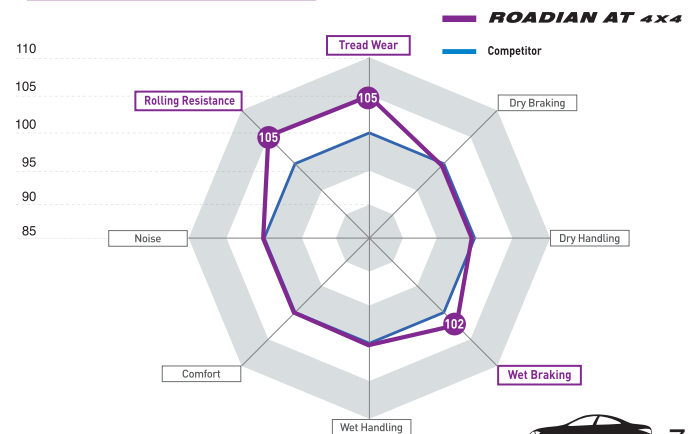 ROADIAN AT 4x4
Competitor
110
105
100
95
90
85
Tread Wear
Rolling Resistance
105
105
Dry Braking
Noise
Dry Handling
102
Comfort
Wet Braking
Wet Handling